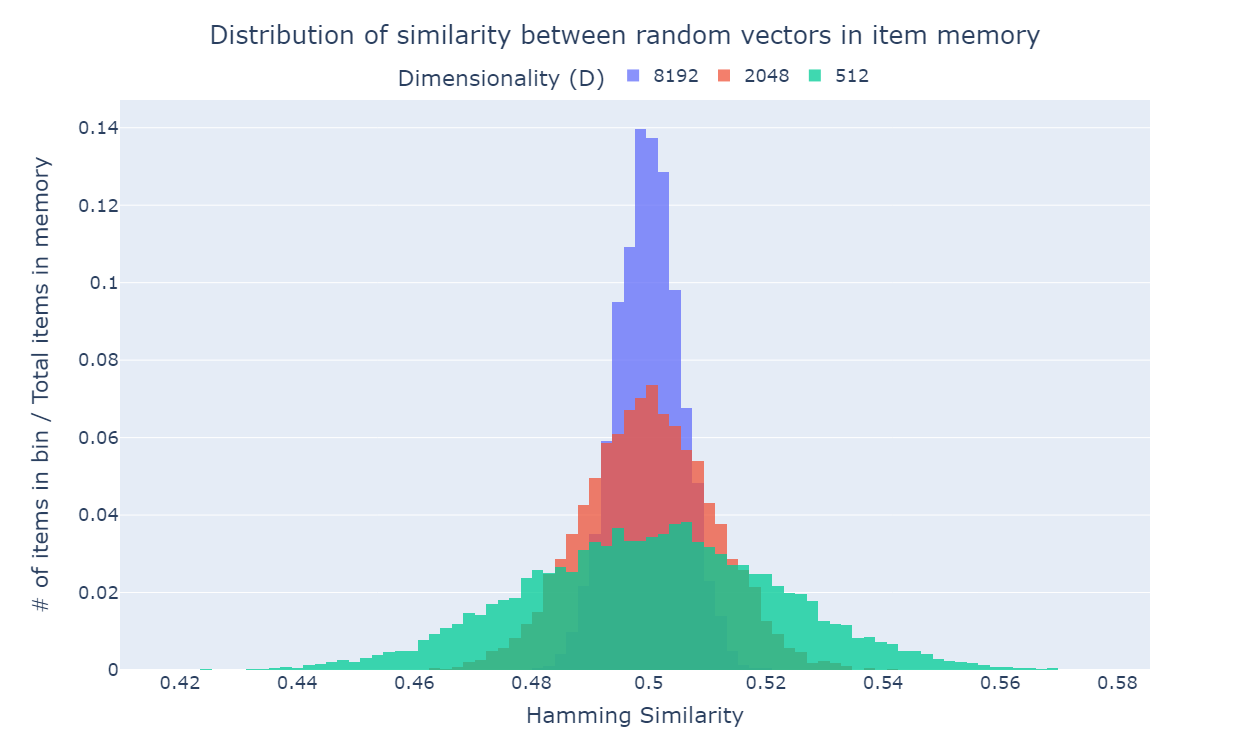 Distribution of similarity between random vectors in item memory
Dimensionality (D) 8192 2048 512
# of items in bin / Total items in memory
0.14
0.12
0.1
0.08
0.06
0.04
0.02
0
0.42 0.44 0.46 0.48 0.5 0.52 0.54 0.56 0.58
Hamming Similarity